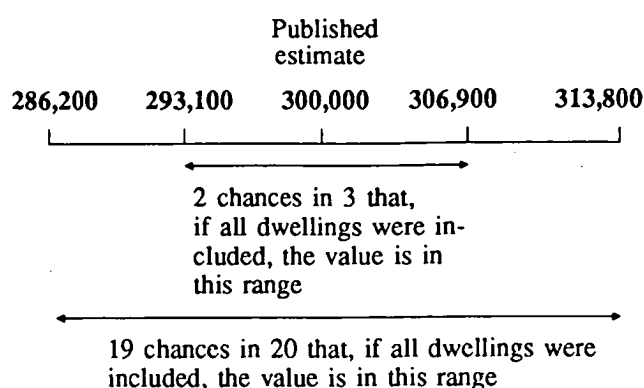 Published
estimate
286,200 293,100 300,000 306,900 313,800
2 chances in 3 that,
if all dwellings were in-
cluded, the value is in
this range
19 chances in 20 that, if all dwellings were
included, the value is in this range